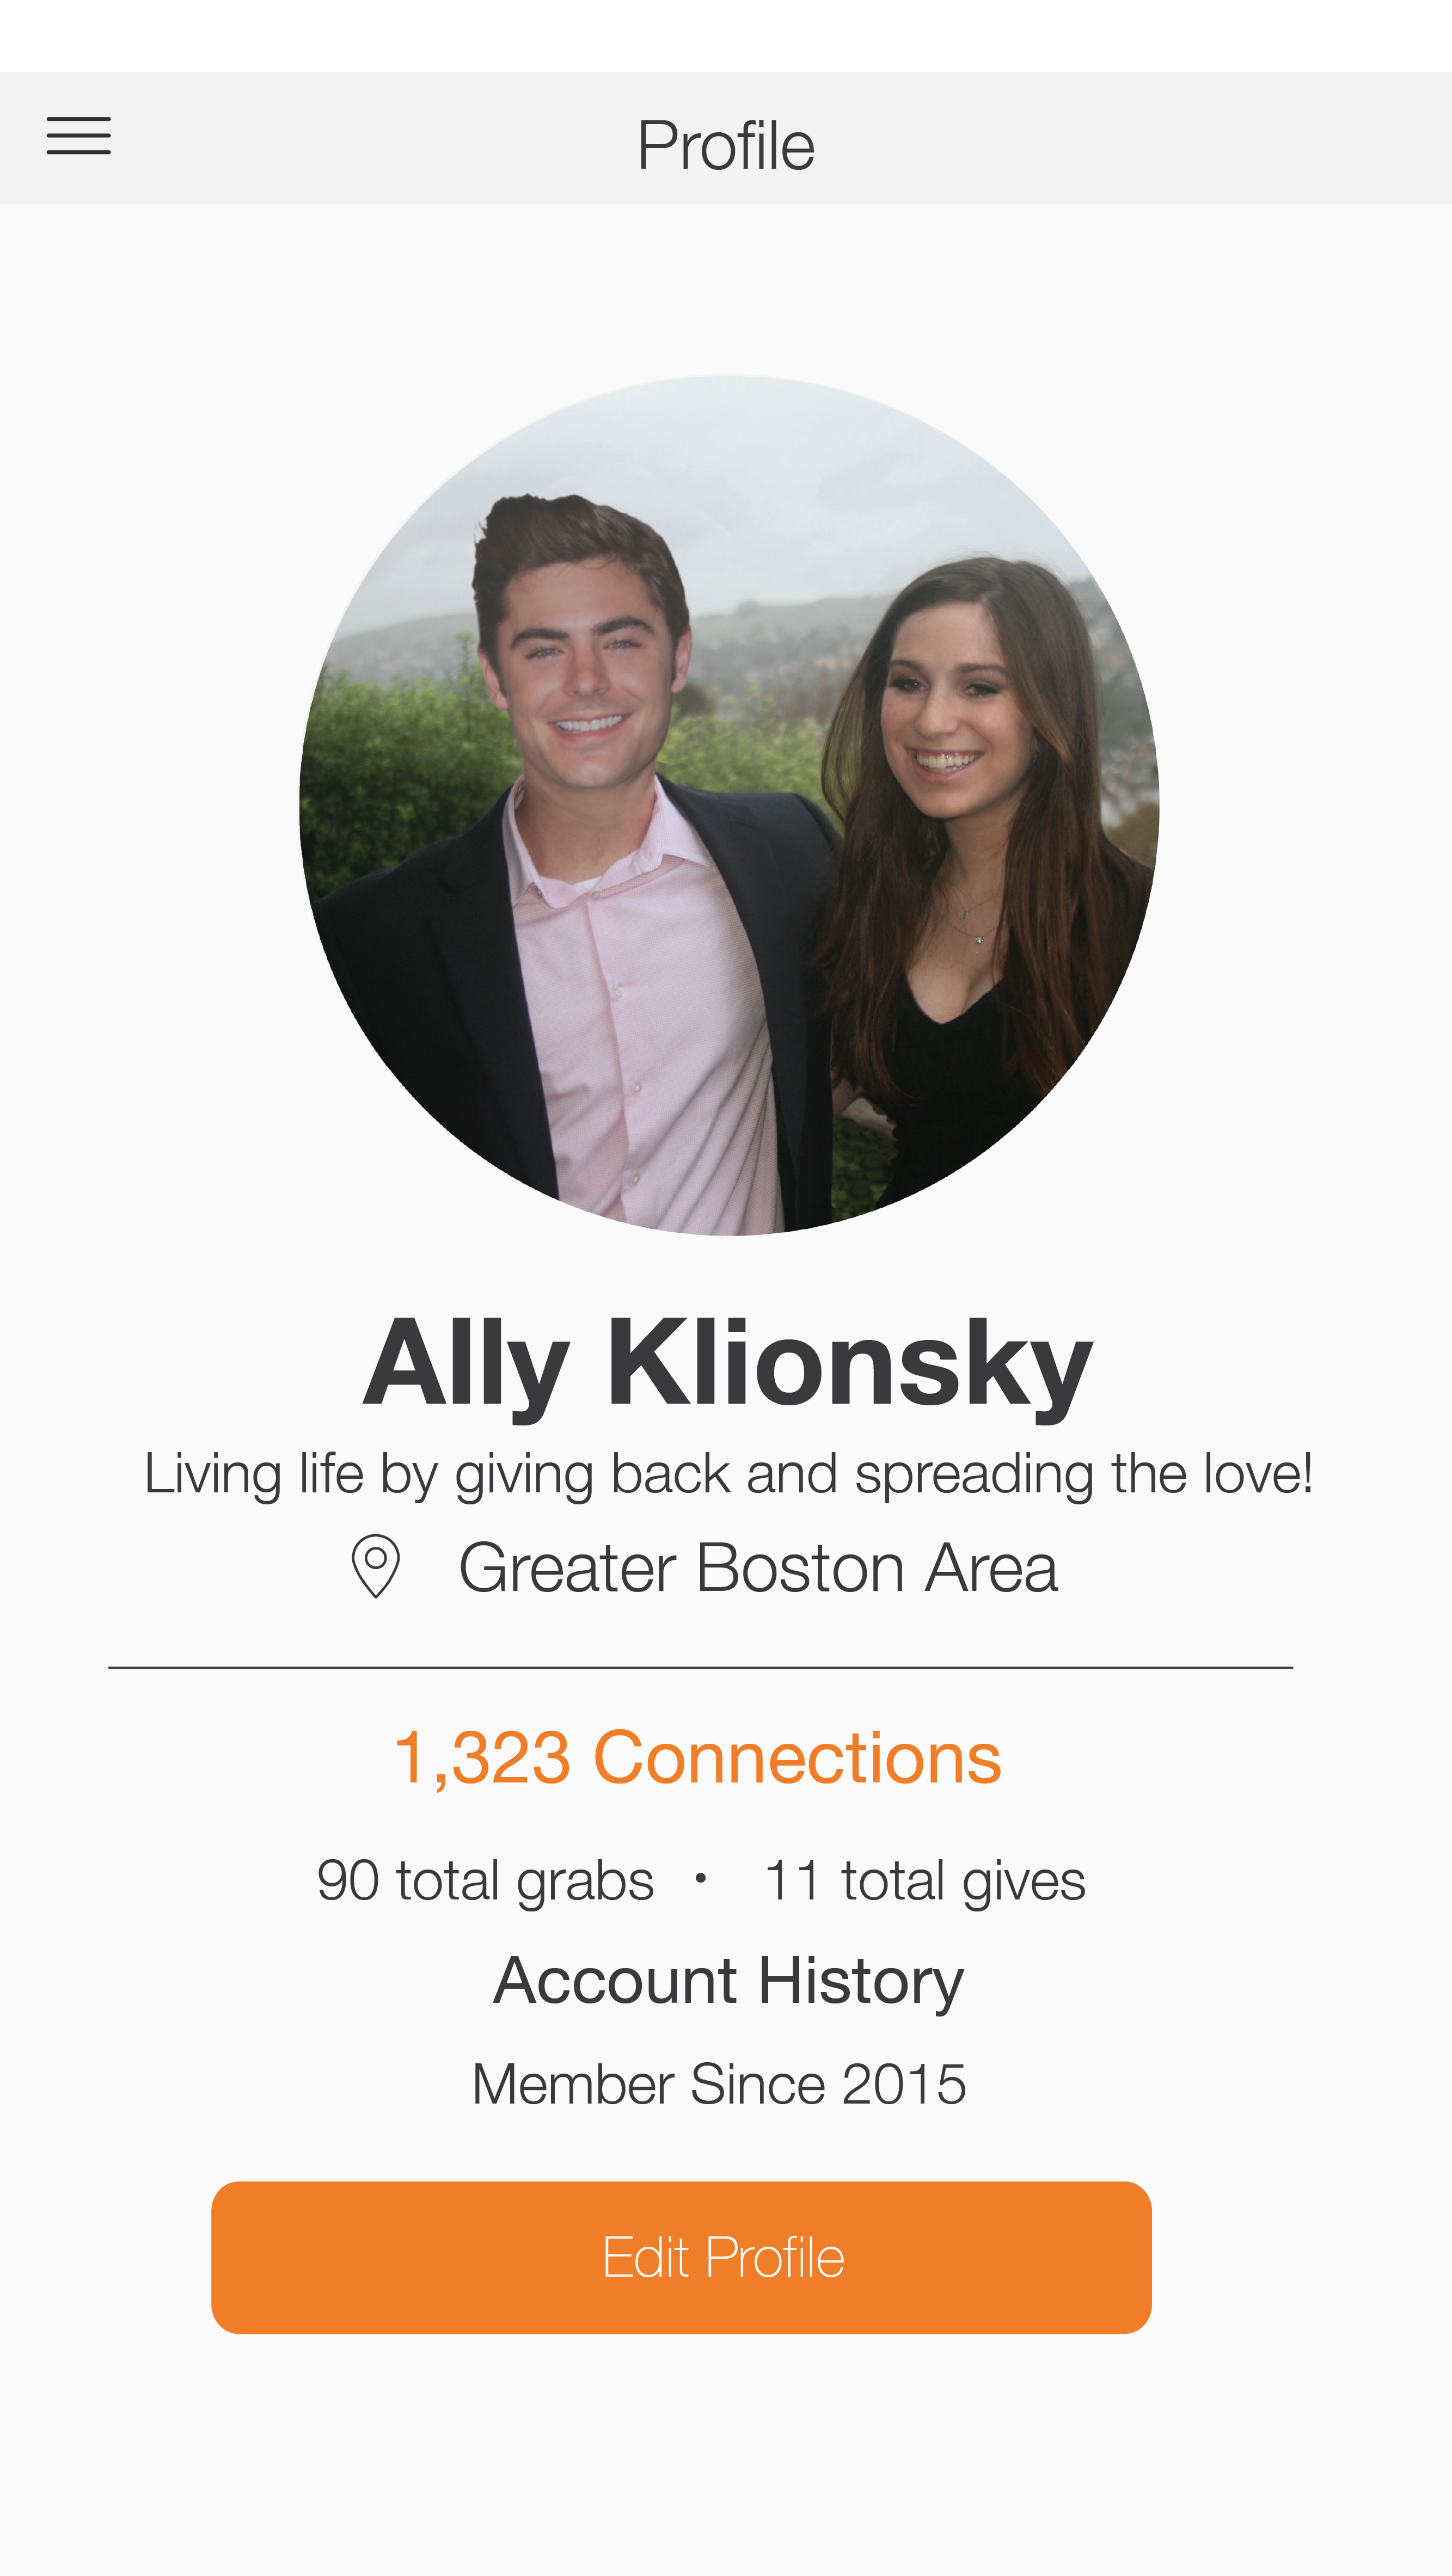 Profile
Ally Klionsky
Living life by giving back and spreading the love!
Greater Boston Area
1,323 Connections
90 total grabs • 11 total gives
Account History
Member Since 2015
Edit Profile